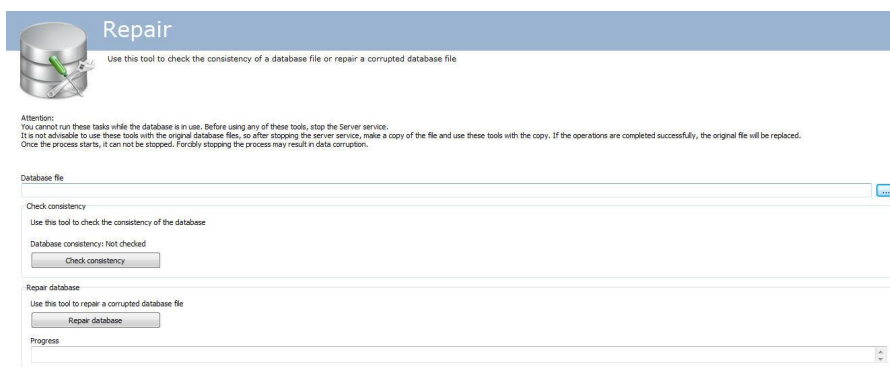 Repair
Use this tool to check the consistency of a database file or repair a corrupted database file
Attention:
You cannot run these tasks while the database is in use. Before using any of these tools, stop the Server service.
It is not advisable to use these tools with the original database files, so after stopping the server service, make a copy of the file and use these tools with the copy. If the operations are completed successfully, the original file will be replaced.
Once the process starts, it can not be stopped. Forcibly stopping the process may result in data corruption.
Database file
...
Check consistency
Use this tool to check the consistency of the database
Database consistency: Not checked
Check consistency
Repair database
Use this tool to repair a corrupted database file
Repair database
Progress